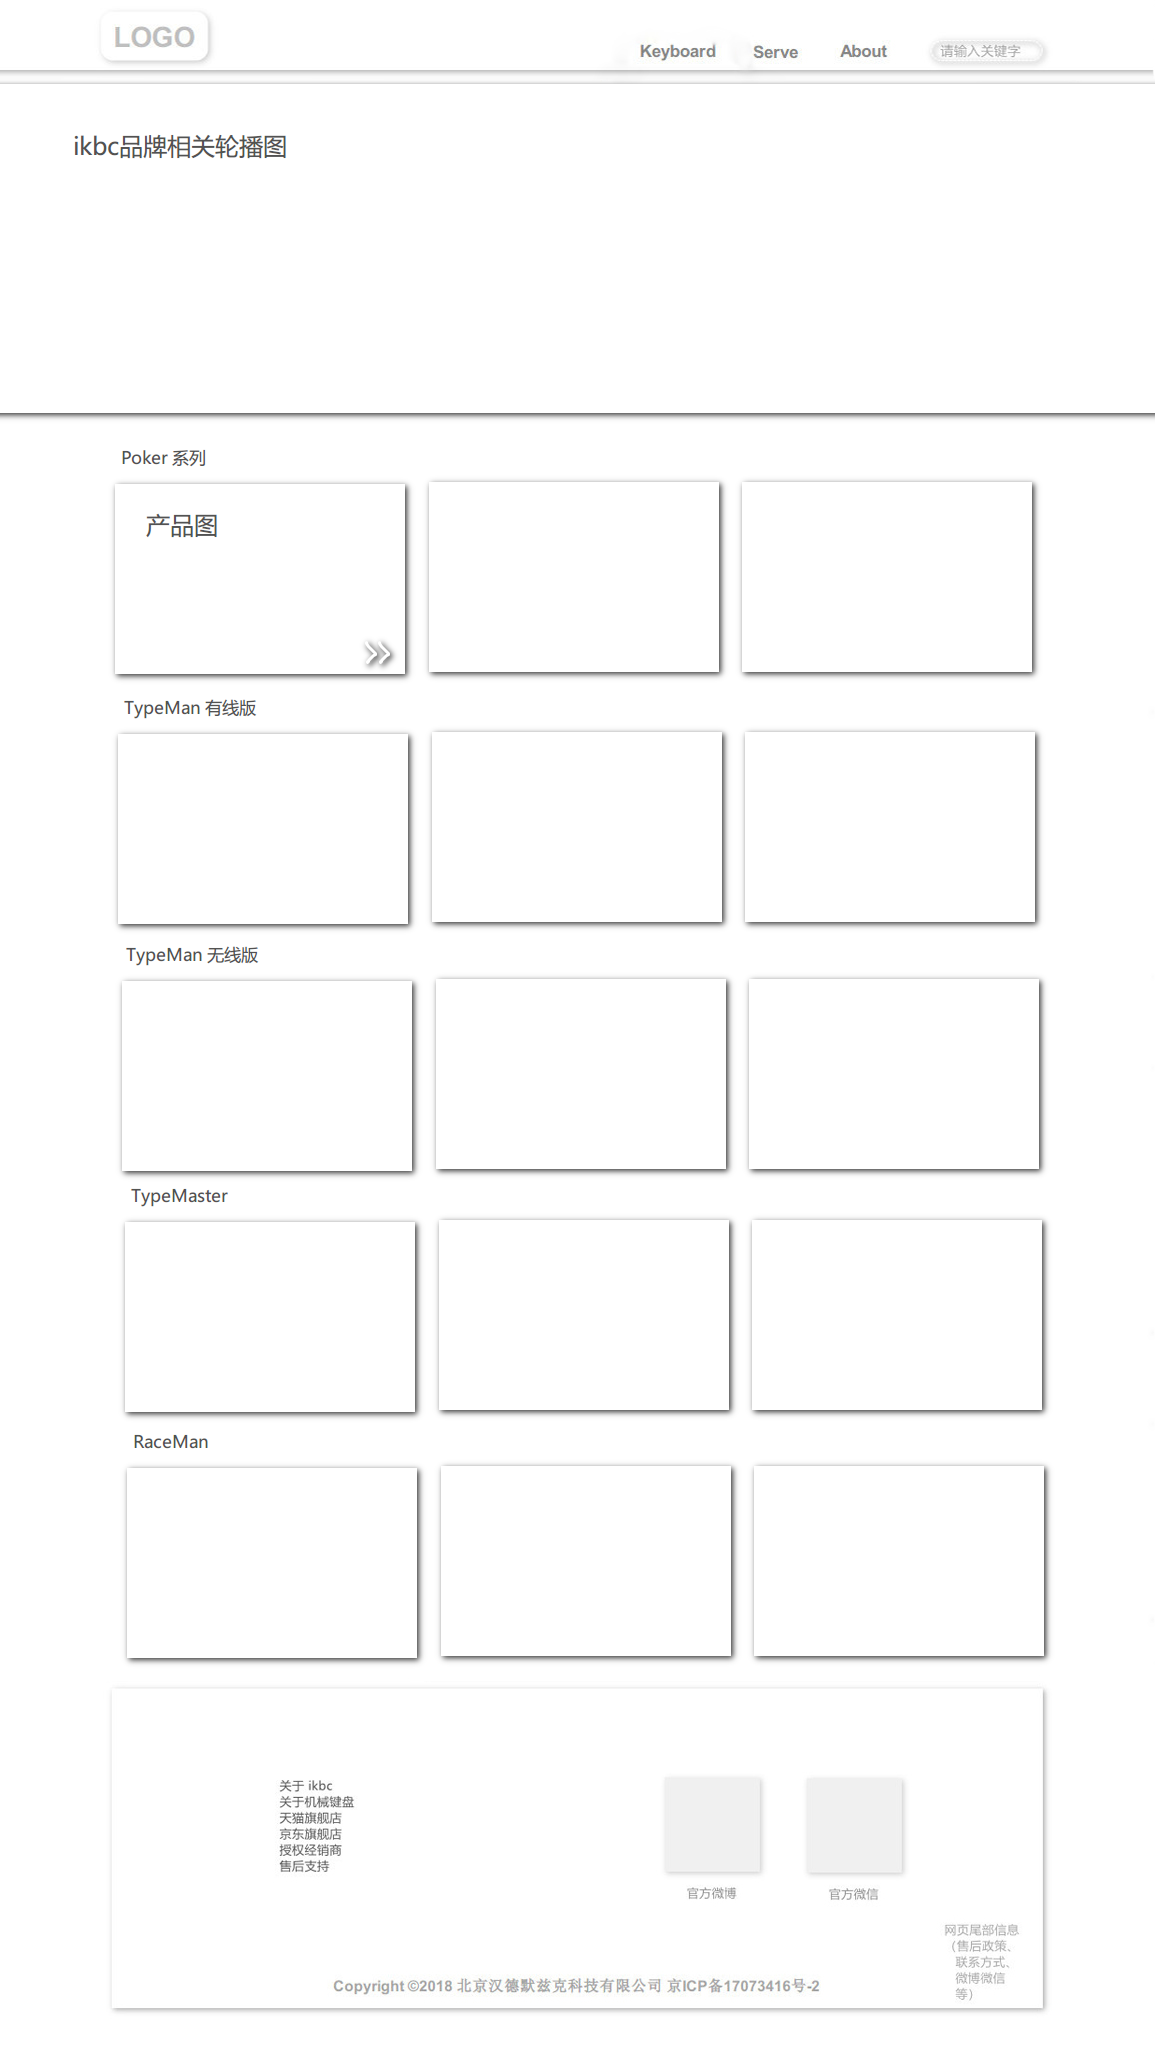 LOGO
Keyboard Serve About 请输入关键字
ikbc品牌相关轮播图
Poker 系列
产品图
TypeMan 有线版
TypeMan 无线版
TypeMaster
RaceMan
关于 ikbc
关于机械键盘
天猫旗舰店
京东旗舰店
授权经销商
售后支持
官方微博
官方微信
网页尾部信息
（售后政策、
联系方式、
微博微信
等）
Copyright ©2018 北京汉德默兹克科技有限公司 京ICP备17073416号-2